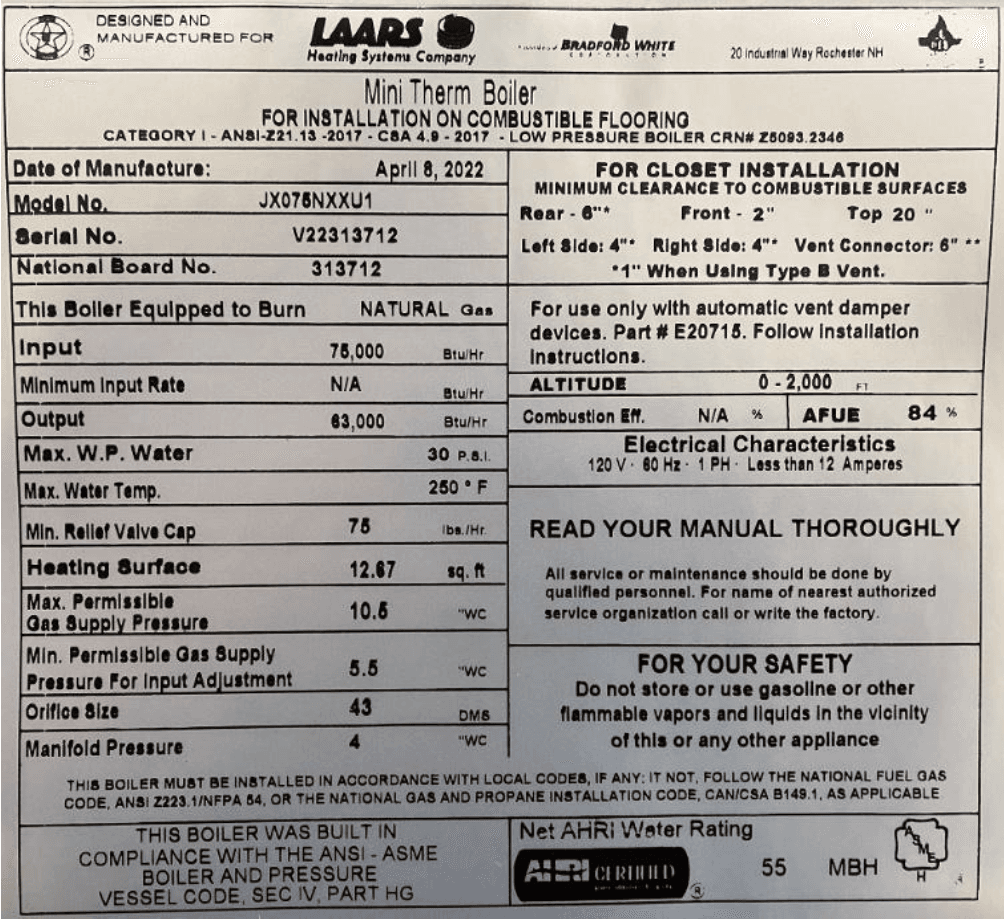 DESIGNED AND
MANUFACTURED FOR
®
LAARS
Heating Systems Company
BRADFORD WHITE
CORPORATION
20 Industrial Way Rochester NH
Mini Therm Boiler
FOR INSTALLATION ON COMBUSTIBLE FLOORING
CATEGORY I - ANSI-Z21.13 -2017 - CSA 4.9 - 2017 - LOW PRESSURE BOILER CRN# Z5093.2346
Date of Manufacture: April 8, 2022
Model No. JX075NXXU1
Serial No. V22313712
National Board No. 313712
This Boiler Equipped to Burn NATURAL Gas
Input 75,000 Btu/Hr
Minimum Input Rate N/A Btu/Hr
Output 63,000 Btu/Hr
Max. W.P. Water 30 P.S.I.
Max. Water Temp. 250 ° F
Min. Relief Valve Cap 75 lbs./Hr.
Heating Surface 12.67 sq. ft
Max. Permissible
Gas Supply Pressure 10.5 "WC
Min. Permissible Gas Supply
Pressure For Input Adjustment 5.5 "WC
Orifice Size 43 DMS
Manifold Pressure 4 "WC
FOR CLOSET INSTALLATION
MINIMUM CLEARANCE TO COMBUSTIBLE SURFACES
Rear - 6"* Front - 2" Top 20 "
Left Side: 4"* Right Side: 4"* Vent Connector: 6" **
*1" When Using Type B Vent.
For use only with automatic vent damper
devices. Part # E20715. Follow installation
instructions.
ALTITUDE 0 - 2,000 FT
Combustion Eff. N/A % AFUE 84 %
Electrical Characteristics
120 V · 60 Hz · 1 PH · Less than 12 Amperes
READ YOUR MANUAL THOROUGHLY
All service or maintenance should be done by
qualified personnel. For name of nearest authorized
service organization call or write the factory.
FOR YOUR SAFETY
Do not store or use gasoline or other
flammable vapors and liquids in the vicinity
of this or any other appliance
THIS BOILER MUST BE INSTALLED IN ACCORDANCE WITH LOCAL CODES, IF ANY: IT NOT, FOLLOW THE NATIONAL FUEL GAS
CODE, ANSI Z223.1/NFPA 54, OR THE NATIONAL GAS AND PROPANE INSTALLATION CODE, CAN/CSA B149.1, AS APPLICABLE
THIS BOILER WAS BUILT IN
COMPLIANCE WITH THE ANSI - ASME
BOILER AND PRESSURE
VESSEL CODE, SEC IV, PART HG
Net AHRI Water Rating
AHRI CERTIFIED
®
55 MBH
ASME
H